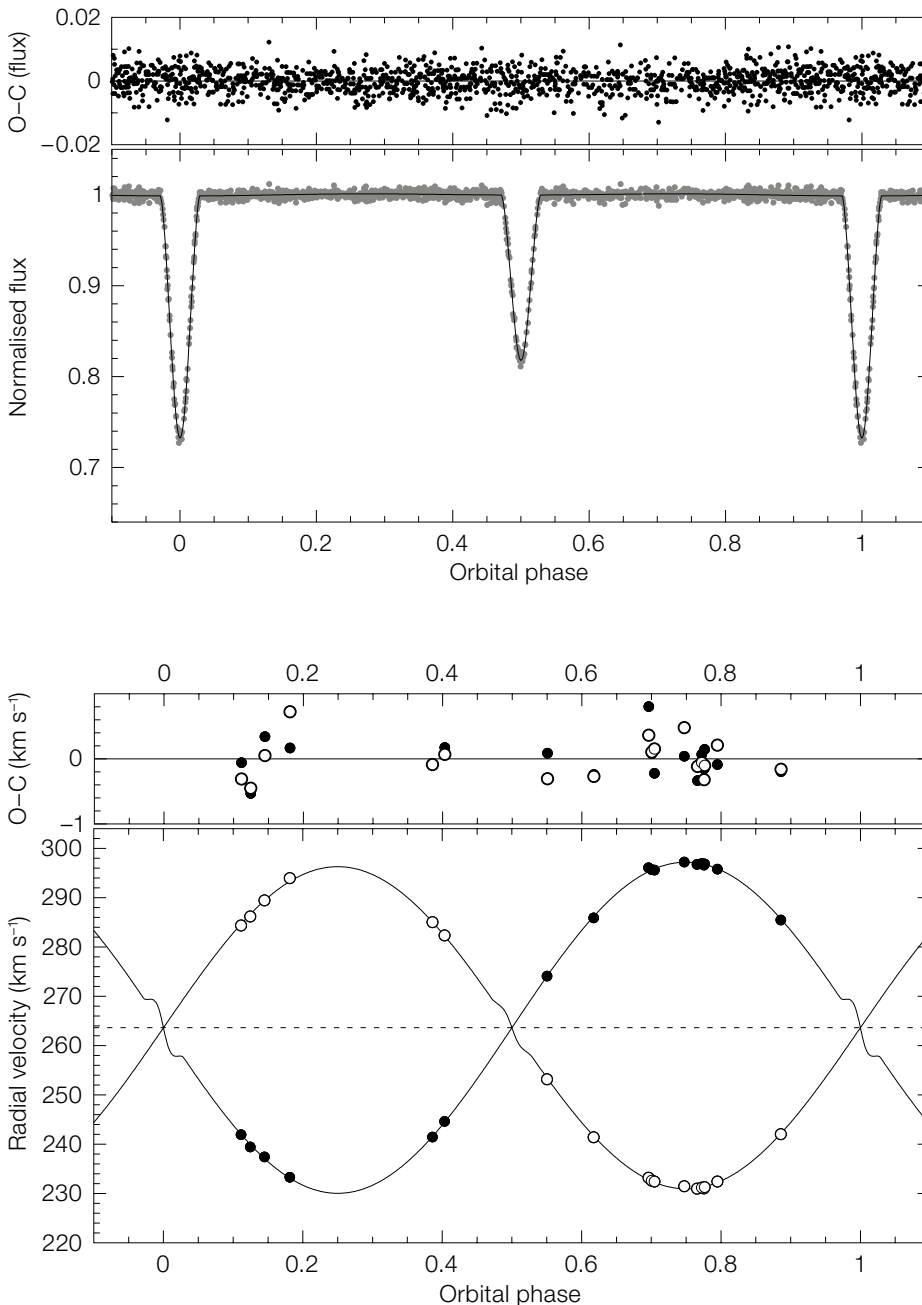 O–C (flux)
0.02
0
−0.02
Normalised flux
1
0.9
0.8
0.7
0 0.2 0.4 0.6 0.8 1
Orbital phase
0 0.2 0.4 0.6 0.8 1
O–C (km s⁻¹)
0
−1
Radial velocity (km s⁻¹)
300
290
280
270
260
250
240
230
220
0 0.2 0.4 0.6 0.8 1
Orbital phase